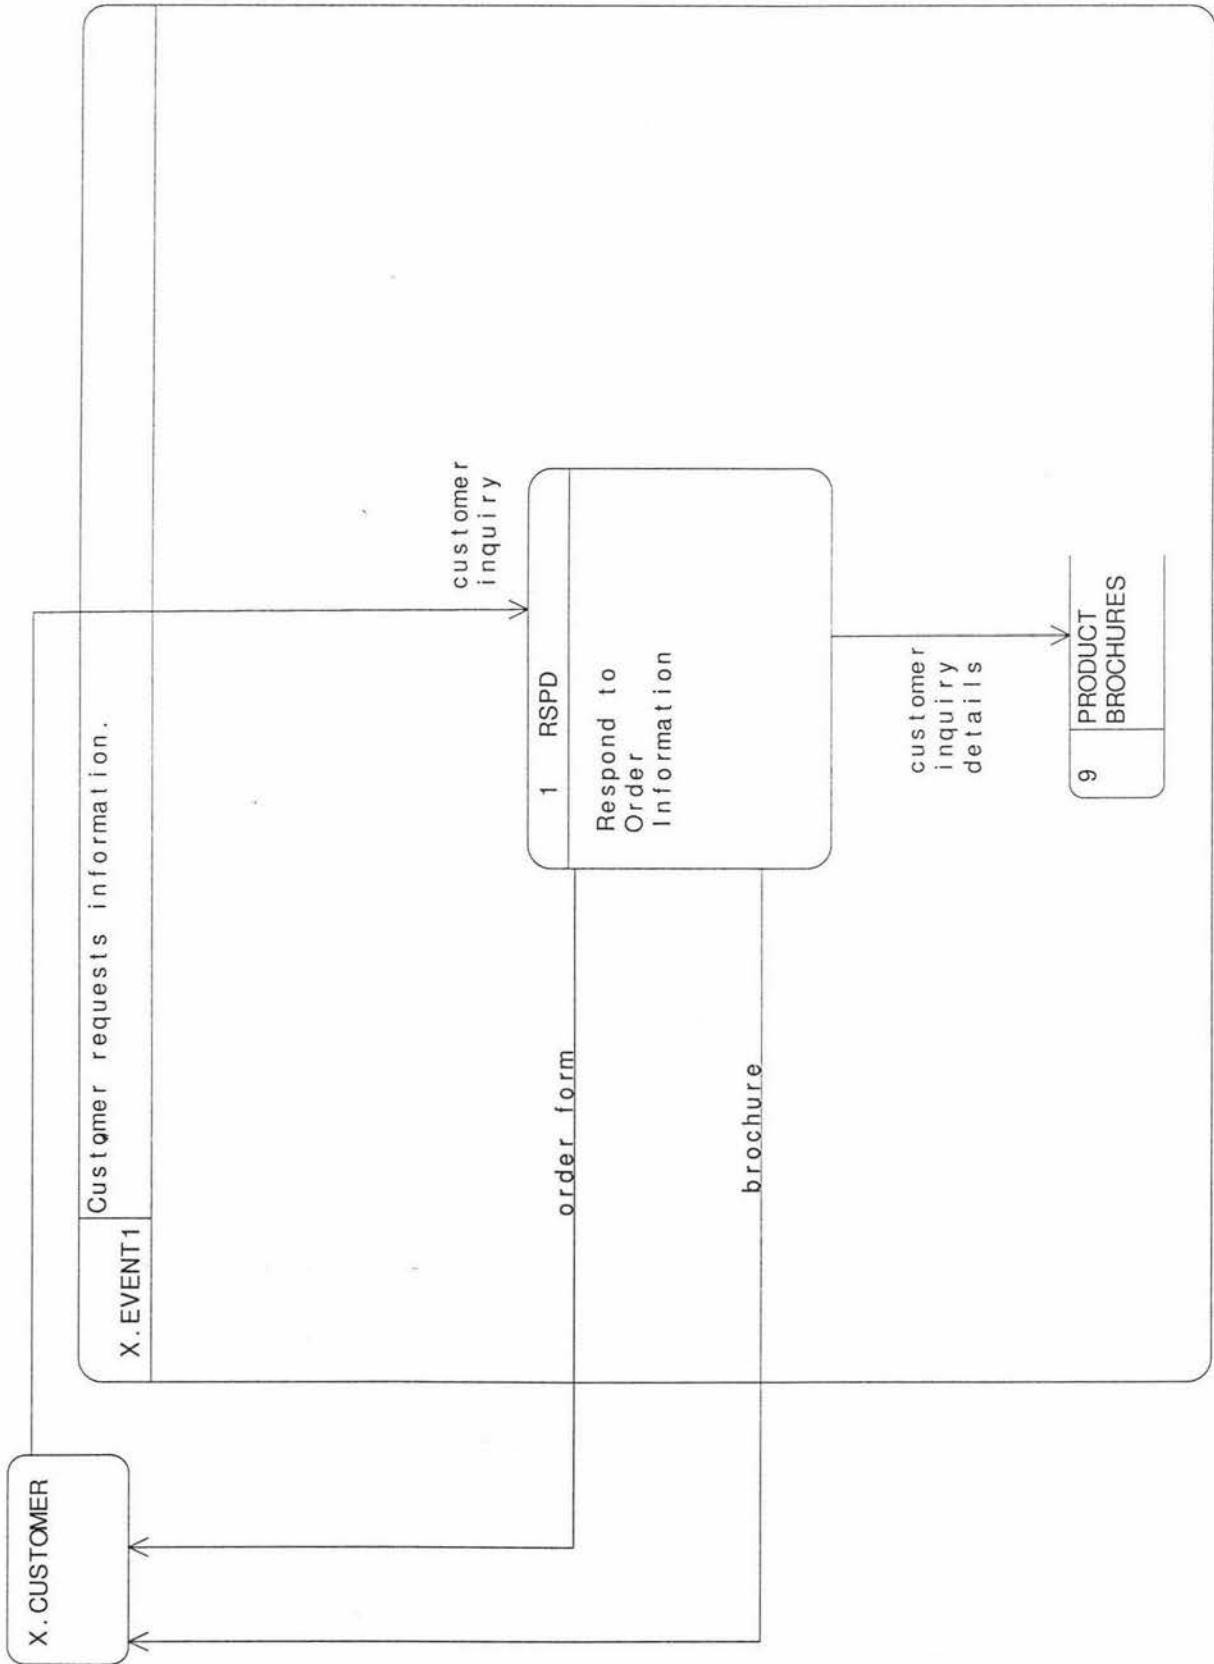 X.CUSTOMER
X.EVENT1
Customer requests information.
customer
inquiry
1 RSPD
Respond to
Order
Information
order form
brochure
customer
inquiry
details
9
PRODUCT
BROCHURES